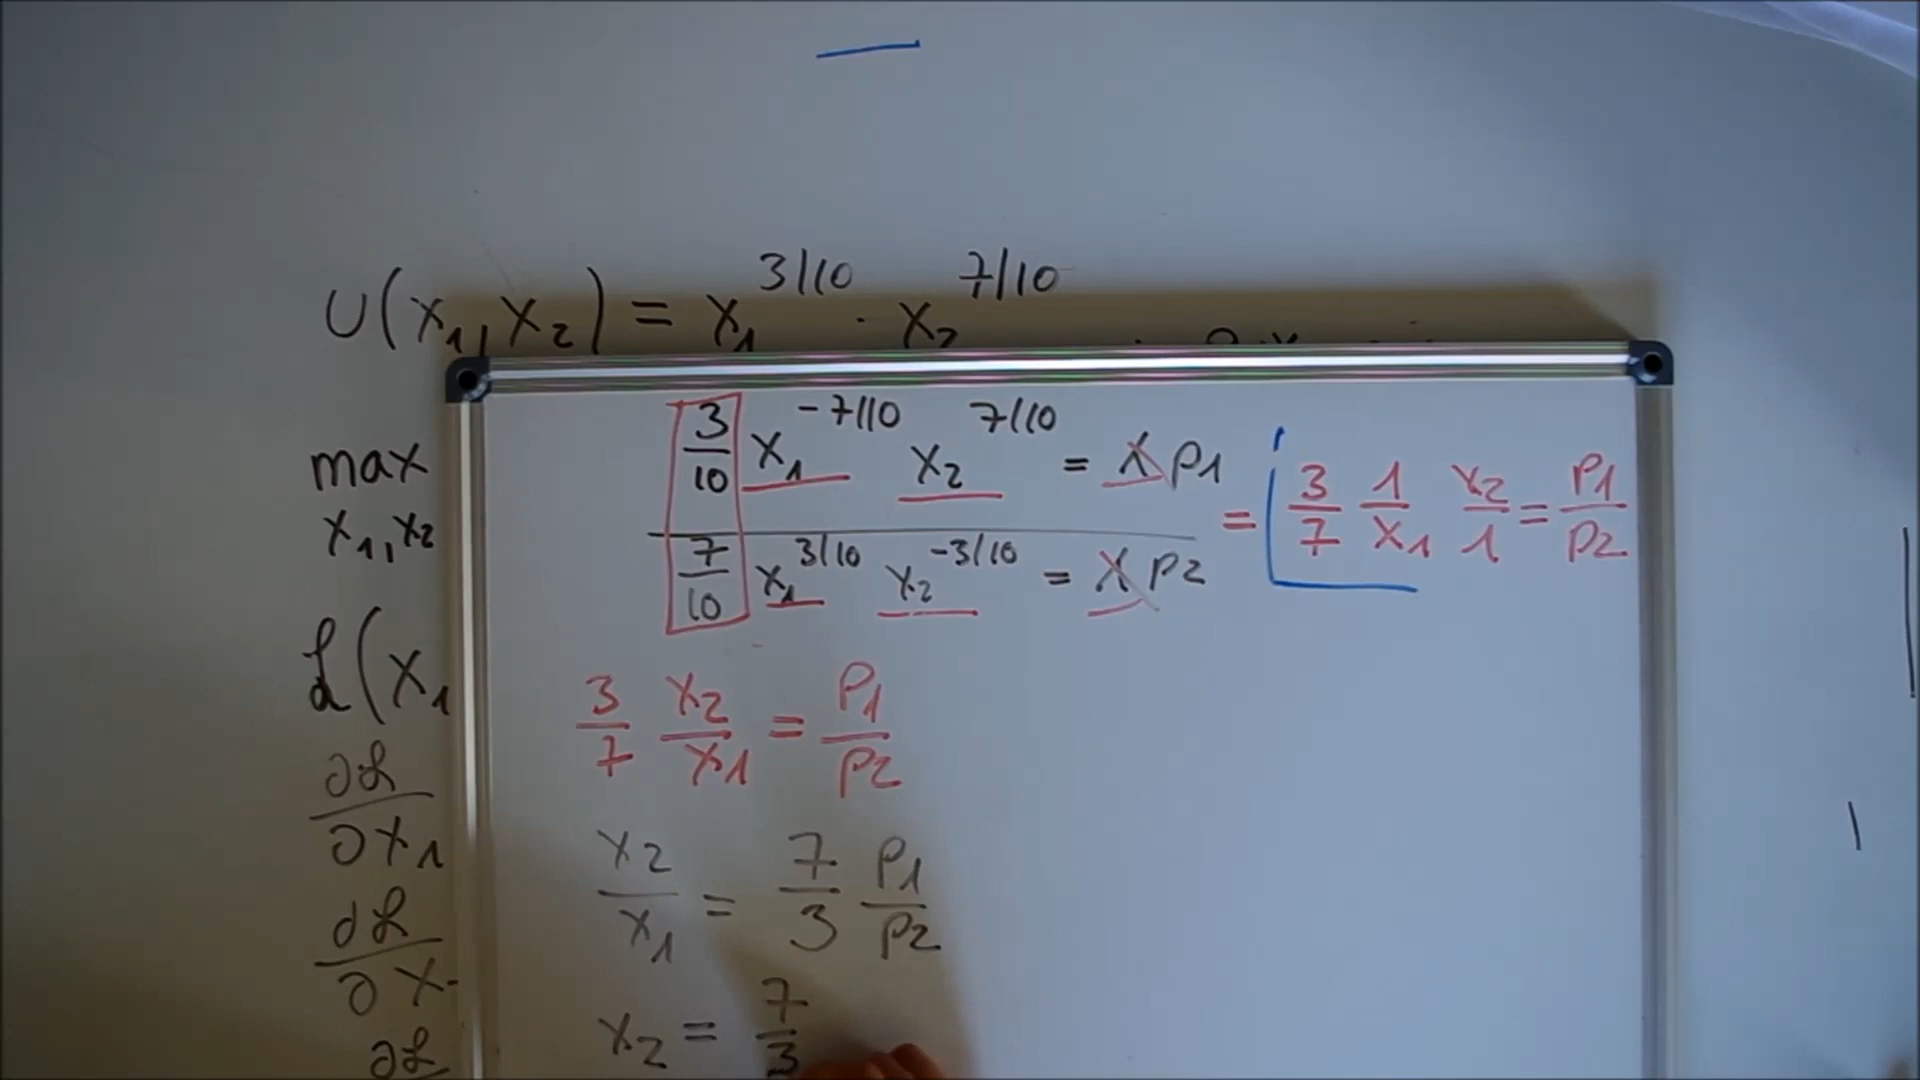 U(x₁,x₂) = x₁^3/10 · x₂^7/10
max
x₁,x₂
ℒ(x₁
∂ℒ
∂x₁
∂ℒ
∂x
∂ℒ
3/10 x₁^-7/10 x₂^7/10 = λp1
7/10 x₁^3/10 x₂^-3/10 = λp2
= 3/7 1/x₁ x₂/1 = p1/p2
3/7 x₂/x₁ = p1/p2
x₂/x₁ = 7/3 p1/p2
x₂ = 7/3